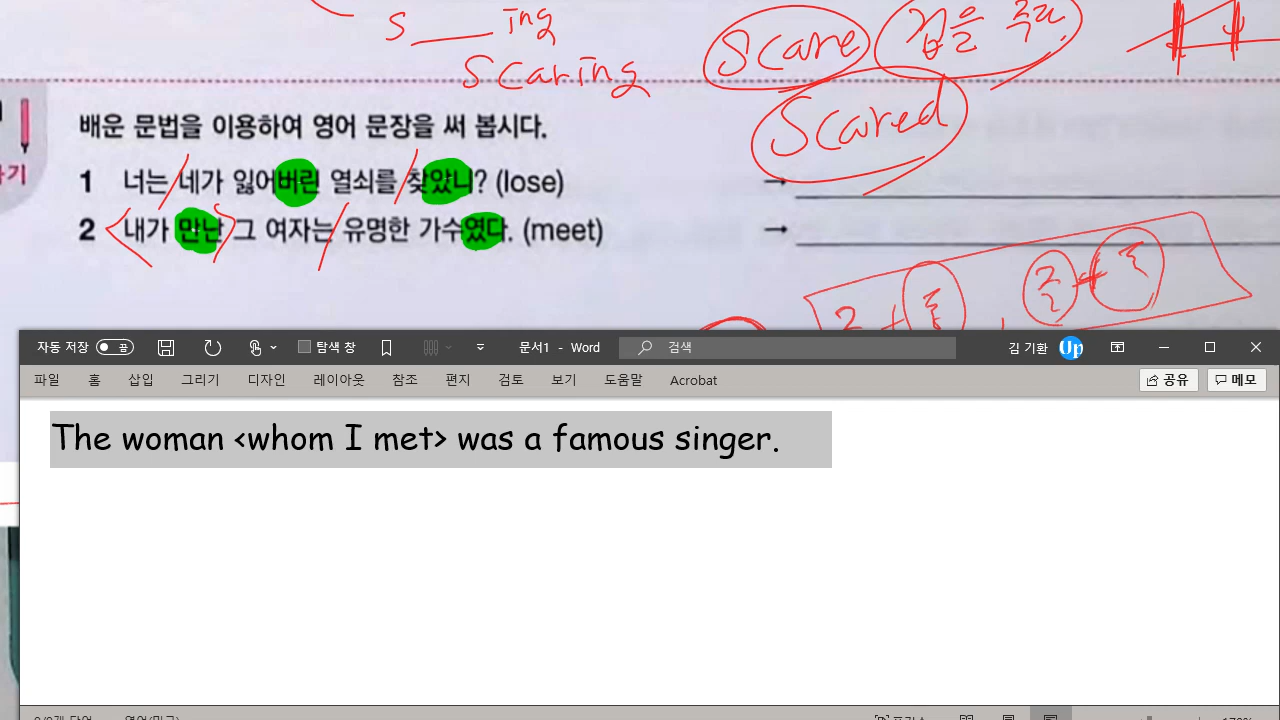 s ing
scaring
scare 겁을 주다
scared
배운 문법을 이용하여 영어 문장을 써 봅시다.
1 너는 네가 잃어버린 열쇠를 찾았니? (lose) →
2 내가 만난 그 여자는 유명한 가수였다. (meet) →
자동 저장 끔 탐색 창 문서1 - Word 검색 김 기환 Up
파일 홈 삽입 그리기 디자인 레이아웃 참조 편지 검토 보기 도움말 Acrobat 공유 메모
The woman <whom I met> was a famous singer.